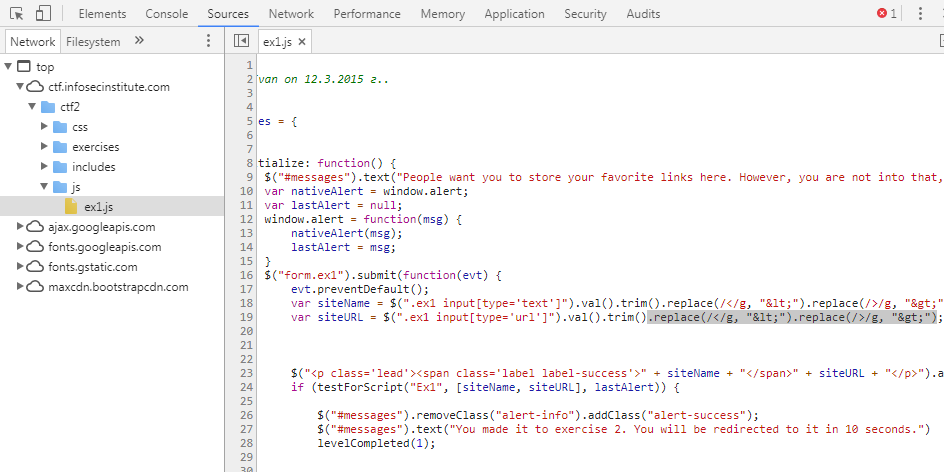 Elements Console Sources Network Performance Memory Application Security Audits 1
Network Filesystem » ex1.js ×
top
ctf.infosecinstitute.com
ctf2
css
exercises
includes
js
ex1.js
ajax.googleapis.com
fonts.googleapis.com
fonts.gstatic.com
maxcdn.bootstrapcdn.com
1
2 van on 12.3.2015 г..
3
4
5 es = {
6
7
8 tialize: function() {
9 $("#messages").text("People want you to store your favorite links here. However, you are not into that,
10 var nativeAlert = window.alert;
11 var lastAlert = null;
12 window.alert = function(msg) {
13 nativeAlert(msg);
14 lastAlert = msg;
15 }
16 $("form.ex1").submit(function(evt) {
17 evt.preventDefault();
18 var siteName = $(".ex1 input[type='text']").val().trim().replace(/</g, "&lt;").replace(/>/g, "&gt;"
19 var siteURL = $(".ex1 input[type='url']").val().trim().replace(/</g, "&lt;").replace(/>/g, "&gt;");
20
21
22
23 $("<p class='lead'><span class='label label-success'>" + siteName + "</span>" + siteURL + "</p>").a
24 if (testForScript("Ex1", [siteName, siteURL], lastAlert)) {
25
26 $("#messages").removeClass("alert-info").addClass("alert-success");
27 $("#messages").text("You made it to exercise 2. You will be redirected to it in 10 seconds.")
28 levelCompleted(1);
29
30